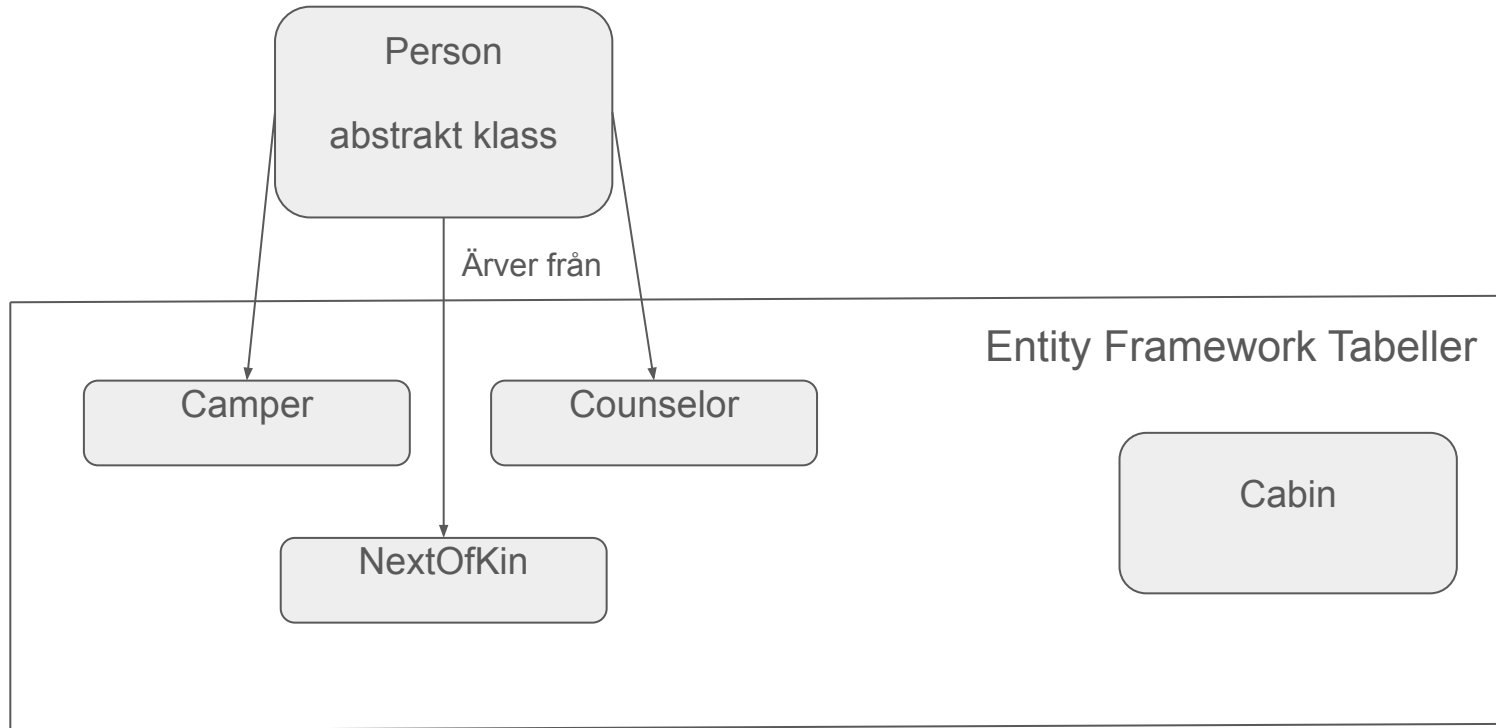 Person
abstrakt klass
Ärver från
Entity Framework Tabeller
Camper
Counselor
Cabin
NextOfKin